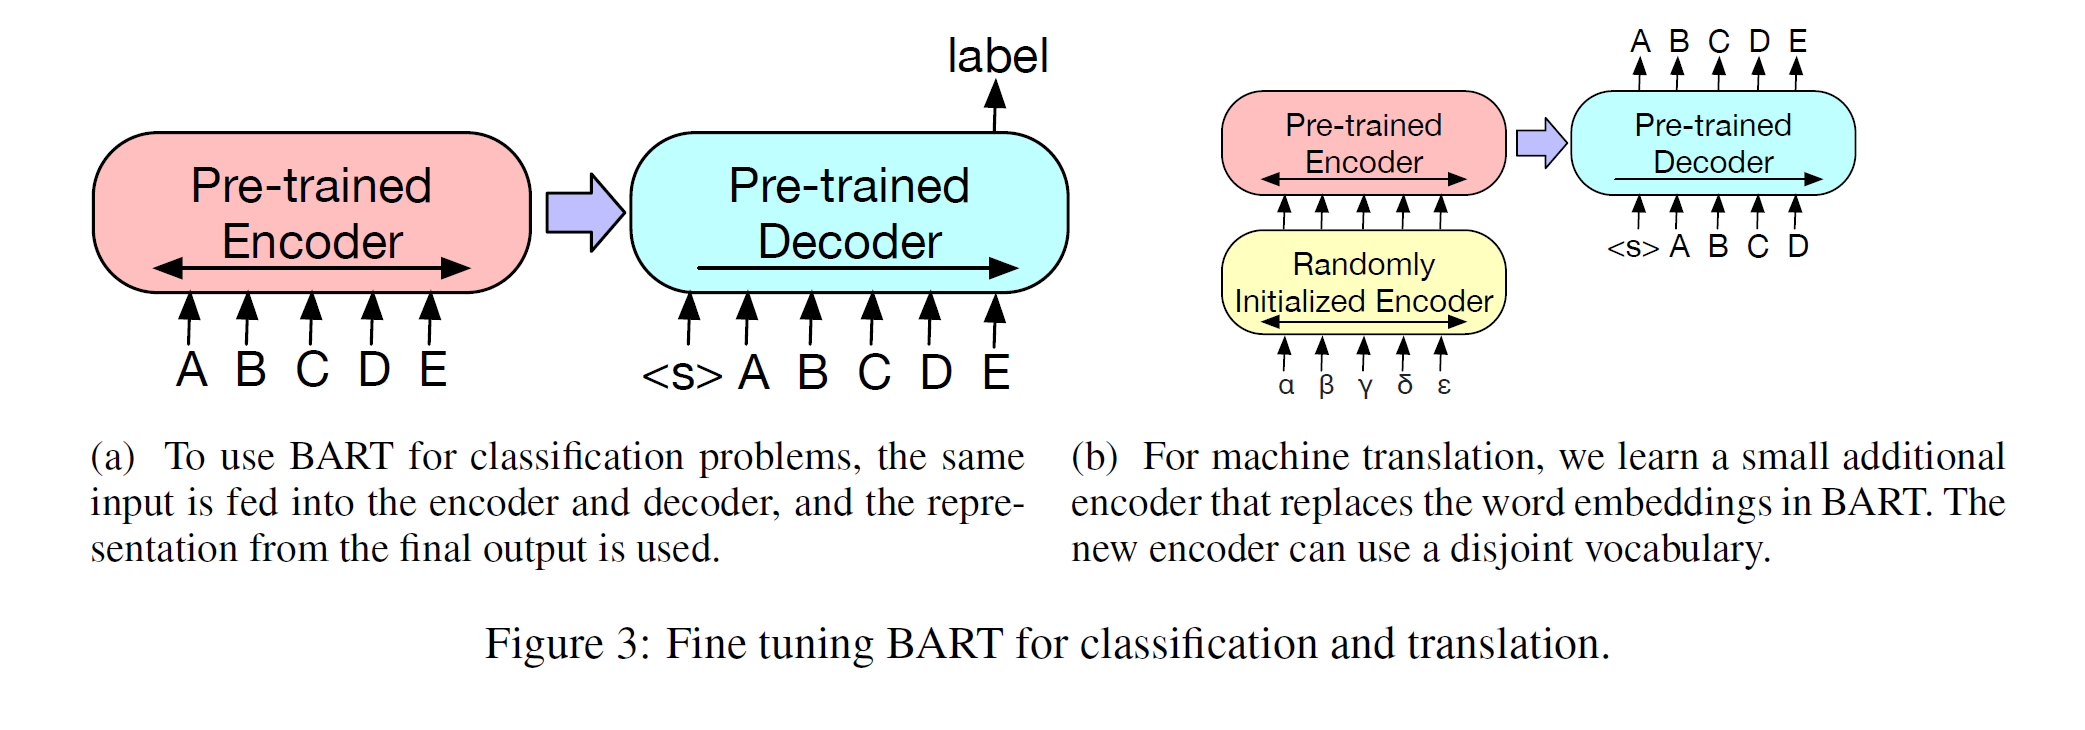 label
Pre-trained
Encoder
Pre-trained
Decoder
A B C D E
<s> A B C D E
A B C D E
Pre-trained
Encoder
Pre-trained
Decoder
<s> A B C D
Randomly
Initialized Encoder
α β γ δ ε
(a) To use BART for classification problems, the same
input is fed into the encoder and decoder, and the repre-
sentation from the final output is used.
(b) For machine translation, we learn a small additional
encoder that replaces the word embeddings in BART. The
new encoder can use a disjoint vocabulary.
Figure 3: Fine tuning BART for classification and translation.